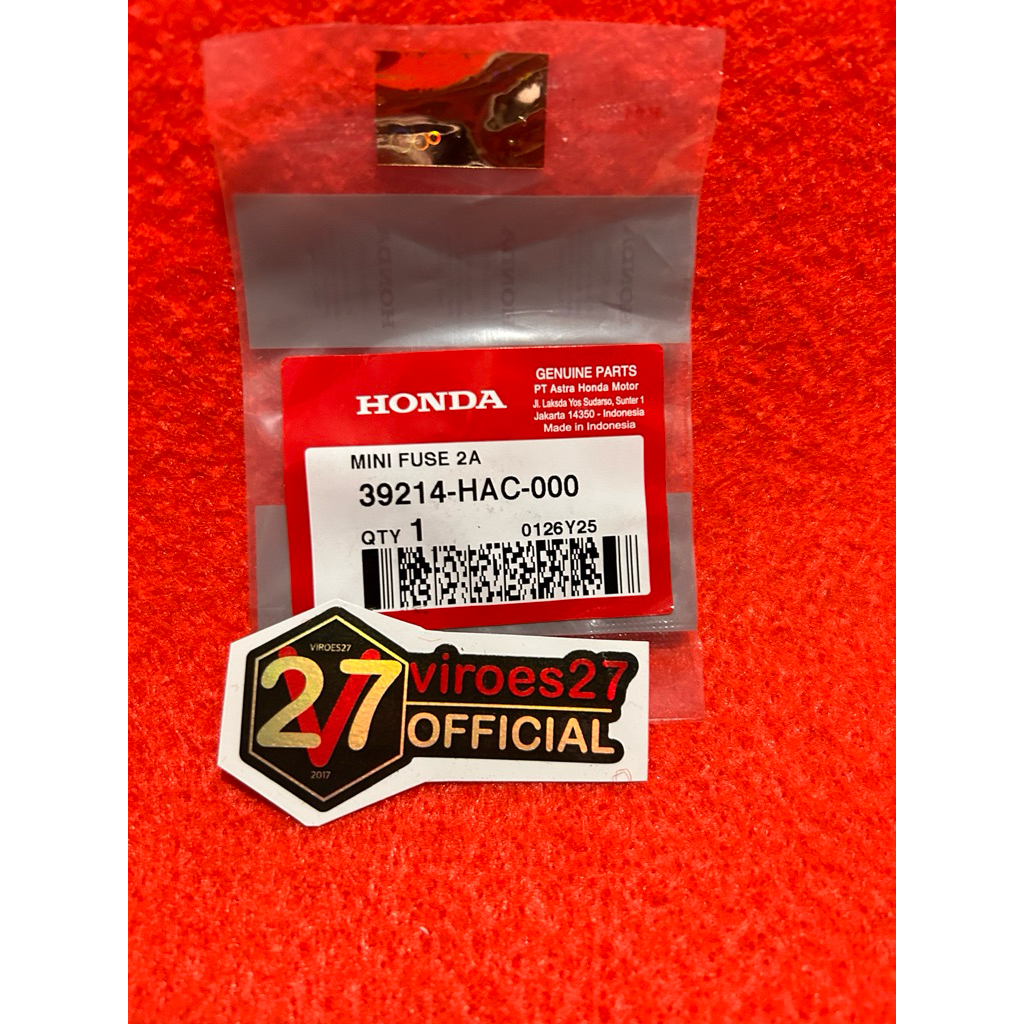 HONDA
GENUINE PARTS
PT Astra Honda Motor
Jl. Laksda Yos Sudarso, Sunter 1
Jakarta 14350 - Indonesia
Made in Indonesia
MINI FUSE 2A
39214-HAC-000
QTY 1
0126Y25
VIROES27
27
2017
viroes27
OFFICIAL